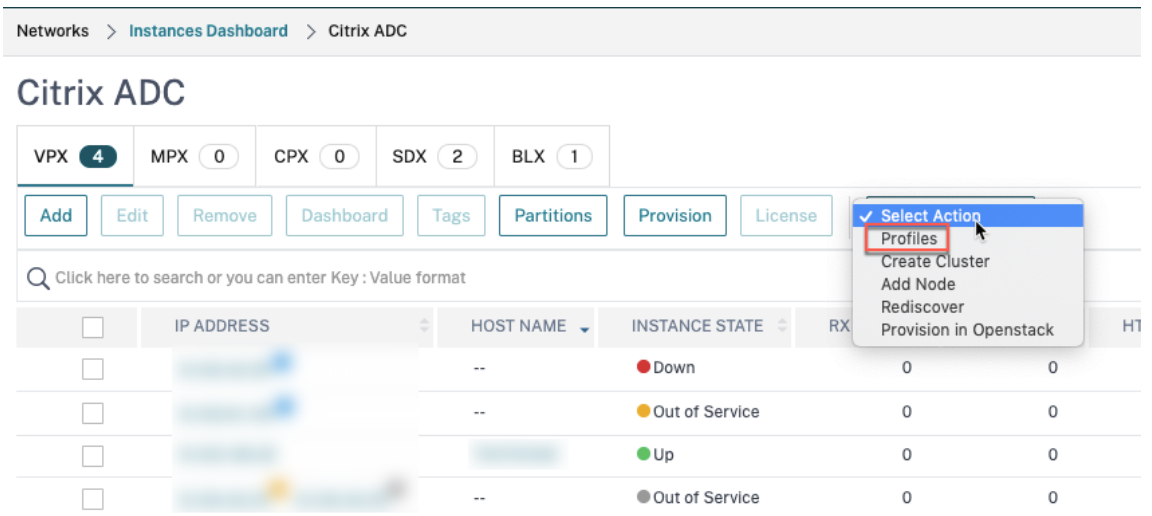 Networks > Instances Dashboard > Citrix ADC
Citrix ADC
VPX 4 MPX 0 CPX 0 SDX 2 BLX 1
Add Edit Remove Dashboard Tags Partitions Provision License
✓ Select Action
Profiles
Create Cluster
Add Node
Rediscover
Provision in Openstack
Click here to search or you can enter Key : Value format
IP ADDRESS HOST NAME INSTANCE STATE RX HT
-- Down 0 0
-- Out of Service 0 0
Up 0 0
-- Out of Service 0 0